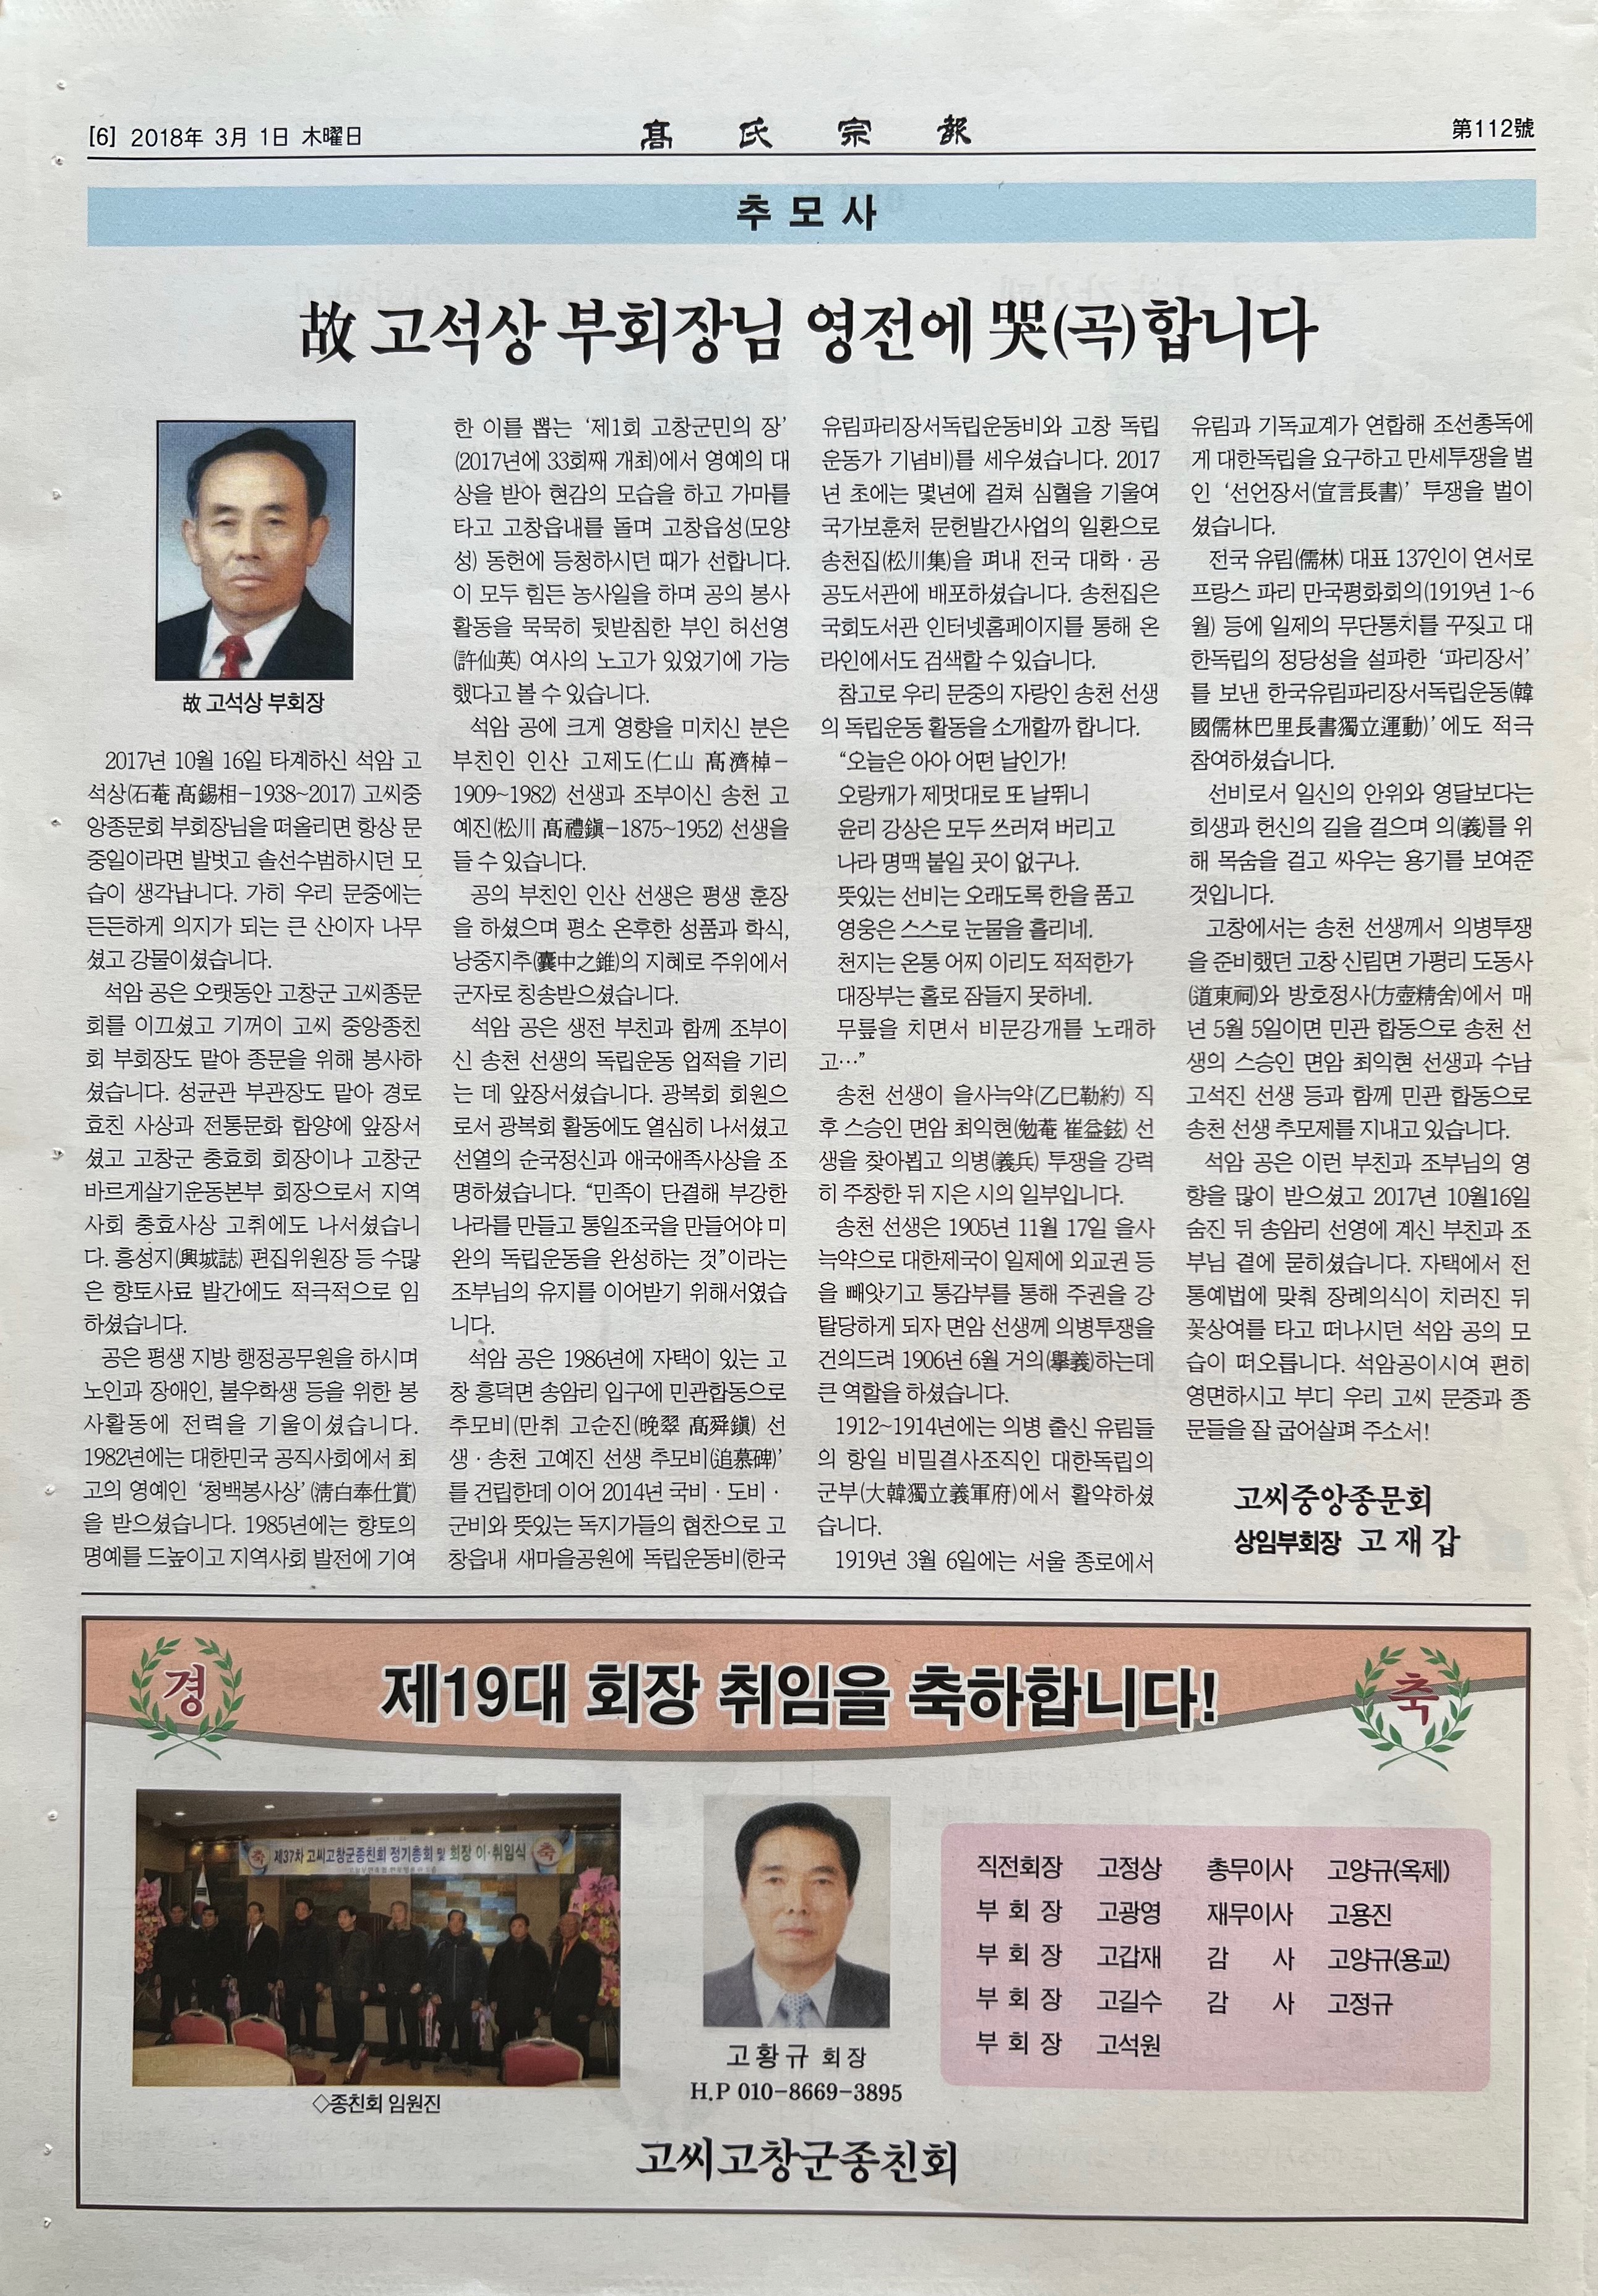 [6] 2018年 3月 1日 木曜日
髙氏宗報
第112號
추모사
故 고석상 부회장님 영전에 哭(곡)합니다
故 고석상 부회장
2017년 10월 16일 타계하신 석암 고
석상(石菴 髙錫相-1938~2017) 고씨중
앙종문회 부회장님을 떠올리면 항상 문
중일이라면 발벗고 솔선수범하시던 모
습이 생각납니다. 가히 우리 문중에는
든든하게 의지가 되는 큰 산이자 나무
셨고 강물이셨습니다.
석암 공은 오랫동안 고창군 고씨종문
회를 이끄셨고 기꺼이 고씨 중앙종친
회 부회장도 맡아 종문을 위해 봉사하
셨습니다. 성균관 부관장도 맡아 경로
효친 사상과 전통문화 함양에 앞장서
셨고 고창군 충효회 회장이나 고창군
바르게살기운동본부 회장으로서 지역
사회 충효사상 고취에도 나서셨습니
다. 흥성지(興城誌) 편집위원장 등 수많
은 향토사료 발간에도 적극적으로 임
하셨습니다.
공은 평생 지방 행정공무원을 하시며
노인과 장애인, 불우학생 등을 위한 봉
사활동에 전력을 기울이셨습니다.
1982년에는 대한민국 공직사회에서 최
고의 영예인 ‘청백봉사상’(淸白奉仕賞)
을 받으셨습니다. 1985년에는 향토의
명예를 드높이고 지역사회 발전에 기여
한 이를 뽑는 ‘제1회 고창군민의 장’
(2017년에 33회째 개최)에서 영예의 대
상을 받아 현감의 모습을 하고 가마를
타고 고창읍내를 돌며 고창읍성(모양
성) 동헌에 등청하시던 때가 선합니다.
이 모두 힘든 농사일을 하며 공의 봉사
활동을 묵묵히 뒷받침한 부인 허선영
(許仙英) 여사의 노고가 있었기에 가능
했다고 볼 수 있습니다.
석암 공에 크게 영향을 미치신 분은
부친인 인산 고제도(仁山 髙濟棹-
1909~1982) 선생과 조부이신 송천 고
예진(松川 髙禮鎭-1875~1952) 선생을
들 수 있습니다.
공의 부친인 인산 선생은 평생 훈장
을 하셨으며 평소 온후한 성품과 학식,
낭중지추(囊中之錐)의 지혜로 주위에서
군자로 칭송받으셨습니다.
석암 공은 생전 부친과 함께 조부이
신 송천 선생의 독립운동 업적을 기리
는 데 앞장서셨습니다. 광복회 회원으
로서 광복회 활동에도 열심히 나서셨고
선열의 순국정신과 애국애족사상을 조
명하셨습니다. “민족이 단결해 부강한
나라를 만들고 통일조국을 만들어야 미
완의 독립운동을 완성하는 것”이라는
조부님의 유지를 이어받기 위해서였습
니다.
석암 공은 1986년에 자택이 있는 고
창 흥덕면 송암리 입구에 민관합동으로
추모비(만취 고순진(晩翠 髙舜鎭) 선
생·송천 고예진 선생 추모비(追慕碑)’
를 건립한데 이어 2014년 국비·도비·
군비와 뜻있는 독지가들의 협찬으로 고
창읍내 새마을공원에 독립운동비(한국
유림파리장서독립운동비와 고창 독립
운동가 기념비)를 세우셨습니다. 2017
년 초에는 몇년에 걸쳐 심혈을 기울여
국가보훈처 문헌발간사업의 일환으로
송천집(松川集)을 펴내 전국 대학·공
공도서관에 배포하셨습니다. 송천집은
국회도서관 인터넷홈페이지를 통해 온
라인에서도 검색할 수 있습니다.
참고로 우리 문중의 자랑인 송천 선생
의 독립운동 활동을 소개할까 합니다.
“오늘은 아아 어떤 날인가!
오랑캐가 제멋대로 또 날뛰니
윤리 강상은 모두 쓰러져 버리고
나라 명맥 붙일 곳이 없구나.
뜻있는 선비는 오래도록 한을 품고
영웅은 스스로 눈물을 흘리네.
천지는 온통 어찌 이리도 적적한가
대장부는 홀로 잠들지 못하네.
무릎을 치면서 비문강개를 노래하
고…”
송천 선생이 을사늑약(乙巳勒約) 직
후 스승인 면암 최익현(勉菴 崔益鉉) 선
생을 찾아뵙고 의병(義兵) 투쟁을 강력
히 주창한 뒤 지은 시의 일부입니다.
송천 선생은 1905년 11월 17일 을사
늑약으로 대한제국이 일제에 외교권 등
을 빼앗기고 통감부를 통해 주권을 강
탈당하게 되자 면암 선생께 의병투쟁을
건의드려 1906년 6월 거의(擧義)하는데
큰 역할을 하셨습니다.
1912~1914년에는 의병 출신 유림들
의 항일 비밀결사조직인 대한독립의
군부(大韓獨立義軍府)에서 활약하셨
습니다.
1919년 3월 6일에는 서울 종로에서
유림과 기독교계가 연합해 조선총독에
게 대한독립을 요구하고 만세투쟁을 벌
인 ‘선언장서(宣言長書)’ 투쟁을 벌이
셨습니다.
전국 유림(儒林) 대표 137인이 연서로
프랑스 파리 만국평화회의(1919년 1~6
월) 등에 일제의 무단통치를 꾸짖고 대
한독립의 정당성을 설파한 ‘파리장서’
를 보낸 한국유림파리장서독립운동(韓
國儒林巴里長書獨立運動)’에도 적극
참여하셨습니다.
선비로서 일신의 안위와 영달보다는
희생과 헌신의 길을 걸으며 의(義)를 위
해 목숨을 걸고 싸우는 용기를 보여준
것입니다.
고창에서는 송천 선생께서 의병투쟁
을 준비했던 고창 신림면 가평리 도동사
(道東祠)와 방호정사(方壺精舍)에서 매
년 5월 5일이면 민관 합동으로 송천 선
생의 스승인 면암 최익현 선생과 수남
고석진 선생 등과 함께 민관 합동으로
송천 선생 추모제를 지내고 있습니다.
석암 공은 이런 부친과 조부님의 영
향을 많이 받으셨고 2017년 10월16일
숨진 뒤 송암리 선영에 계신 부친과 조
부님 곁에 묻히셨습니다. 자택에서 전
통예법에 맞춰 장례의식이 치러진 뒤
꽃상여를 타고 떠나시던 석암 공의 모
습이 떠오릅니다. 석암공이시여 편히
영면하시고 부디 우리 고씨 문중과 종
문들을 잘 굽어살펴 주소서!
고씨중앙종문회
상임부회장 고재갑
경
제19대 회장 취임을 축하합니다!
축
축 제37차 고씨고창군종친회 정기총회 및 회장 이·취임식 축
◇종친회 임원진
고황규 회장
H.P 010-8669-3895
직전회장 고정상 총무이사 고양규(옥제)
부회장 고광영 재무이사 고용진
부회장 고갑재 감사 고양규(용교)
부회장 고길수 감사 고정규
부회장 고석원
고씨고창군종친회